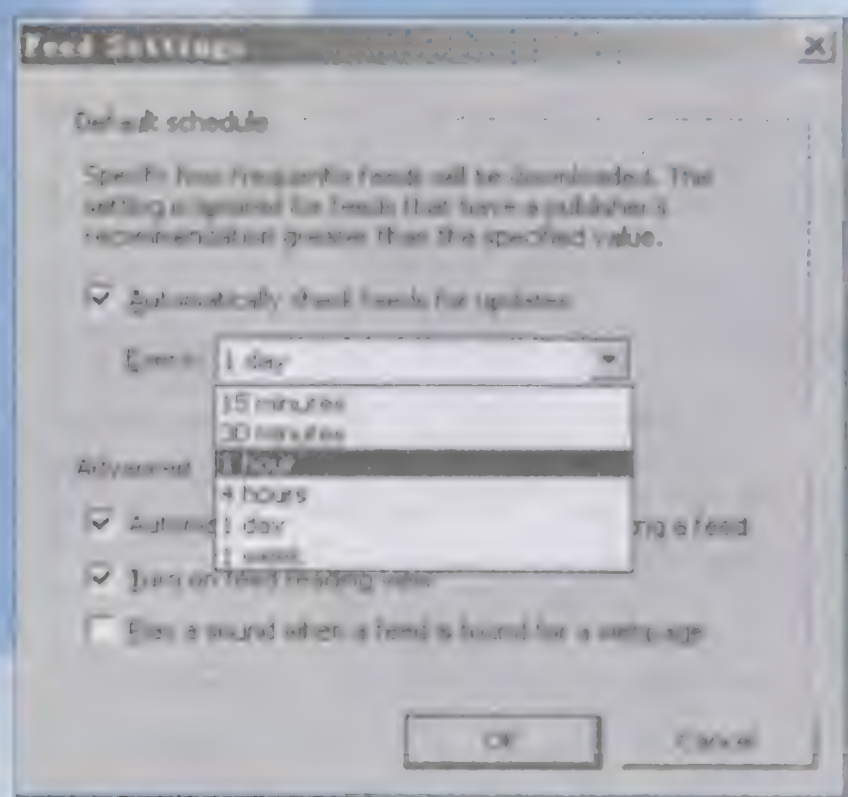 Feed Settings
Default schedule
Specify how frequently feeds will be downloaded. This
setting is ignored for feeds that have a publisher's
recommendation greater than the specified value.
Automatically check feeds for updates
Every: 1 day
15 minutes
30 minutes
1 hour
4 hours
1 day
1 week
Advanced
ing a feed
Turn on feed reading view
Play a sound when a feed is found for a webpage
OK Cancel